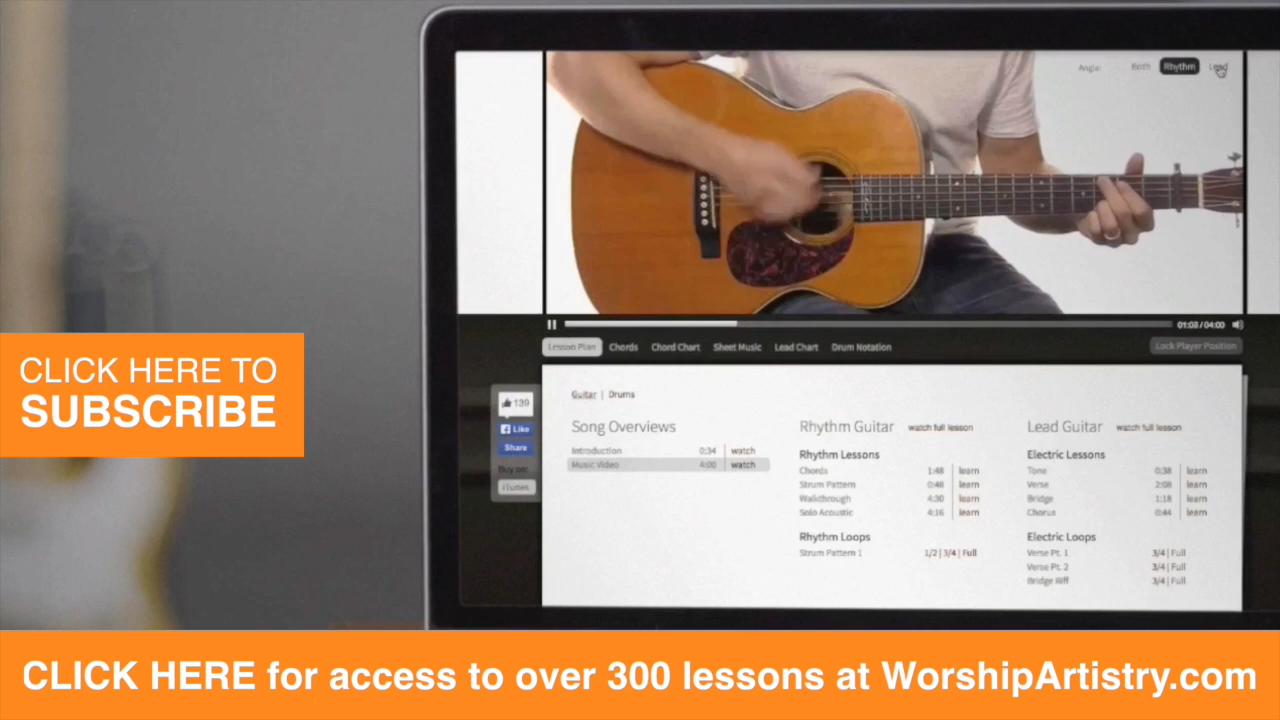 Angle: Both Rhythm Lead
01:03 / 04:00
Lesson Plan Chords Chord Chart Sheet Music Lead Chart Drum Notation Lock Player Position
CLICK HERE TO
SUBSCRIBE
139
Like
Share
Buy on:
iTunes
Guitar | Drums
Song Overviews
Introduction 0:34 watch
Music Video 4:00 watch
Rhythm Guitar watch full lesson
Rhythm Lessons
Chords 1:48 learn
Strum Pattern 0:48 learn
Walkthrough 4:30 learn
Solo Acoustic 4:16 learn
Rhythm Loops
Strum Pattern 1 1/2 | 3/4 | Full
Lead Guitar watch full lesson
Electric Lessons
Tone 0:38 learn
Verse 2:08 learn
Bridge 1:18 learn
Chorus 0:44 learn
Electric Loops
Verse Pt. 1 3/4 | Full
Verse Pt. 2 3/4 | Full
Bridge Riff 3/4 | Full
CLICK HERE for access to over 300 lessons at WorshipArtistry.com